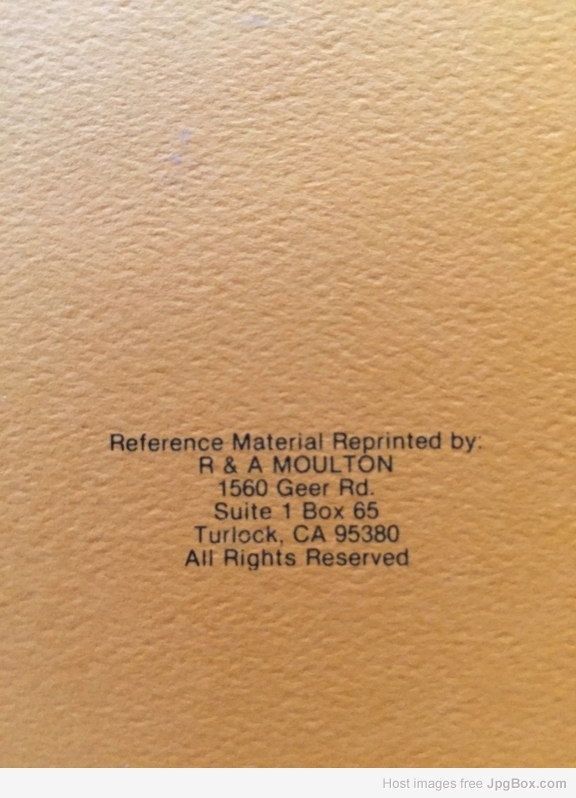 Reference Material Reprinted by:
R & A MOULTON
1560 Geer Rd.
Suite 1 Box 65
Turlock, CA 95380
All Rights Reserved
Host images free JpgBox.com